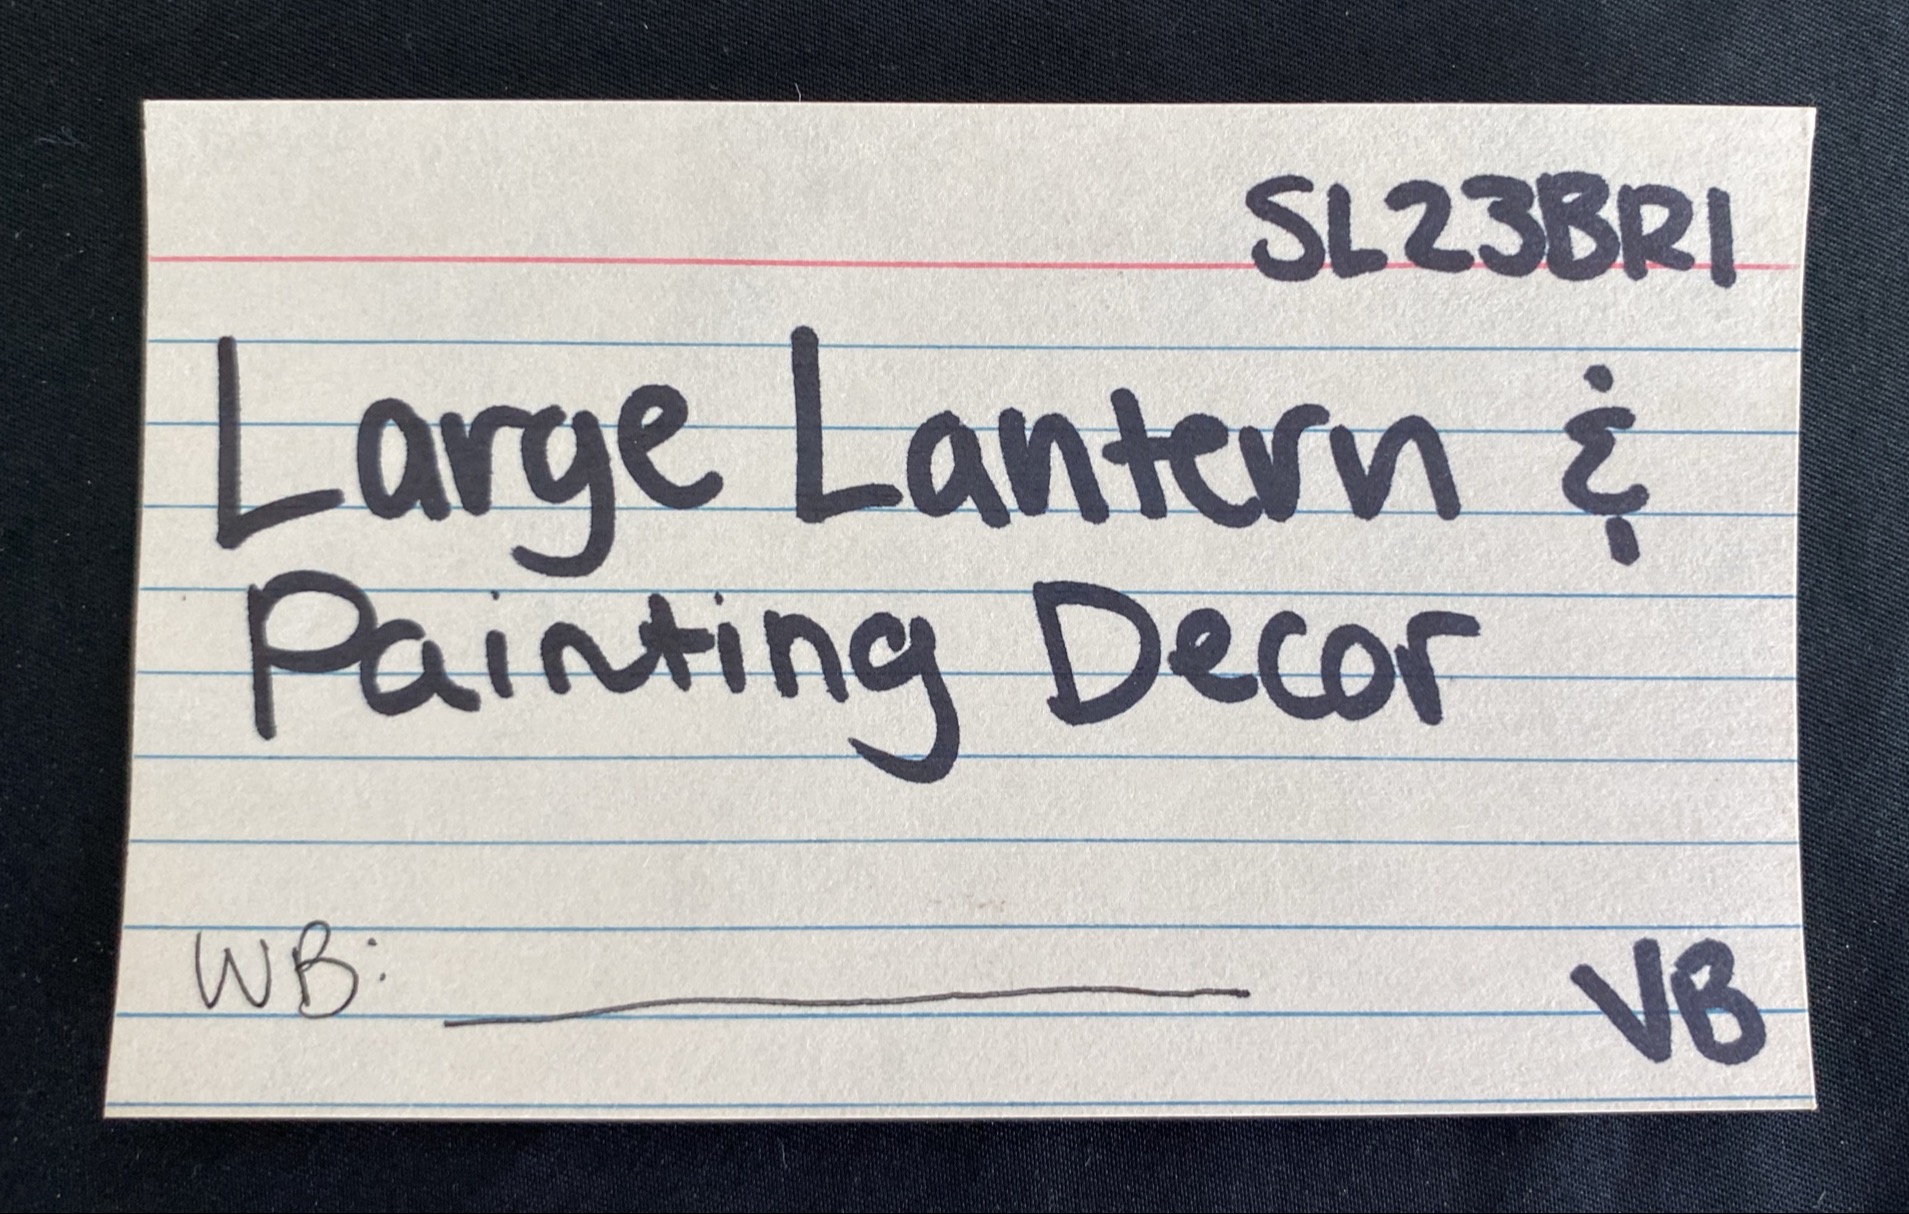 SL23BR1
Large Lantern &
Painting Decor
WB: 
VB